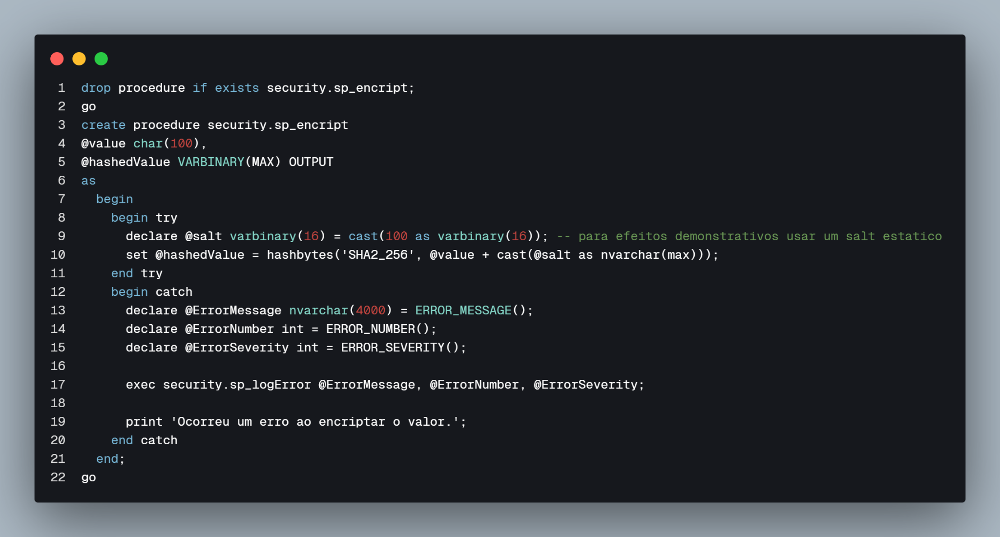 1 drop procedure if exists security.sp_encript;
2 go
3 create procedure security.sp_encript
4 @value char(100),
5 @hashedValue VARBINARY(MAX) OUTPUT
6 as
7   begin
8     begin try
9       declare @salt varbinary(16) = cast(100 as varbinary(16)); -- para efeitos demonstrativos usar um salt estatico
10       set @hashedValue = hashbytes('SHA2_256', @value + cast(@salt as nvarchar(max)));
11     end try
12     begin catch
13       declare @ErrorMessage nvarchar(4000) = ERROR_MESSAGE();
14       declare @ErrorNumber int = ERROR_NUMBER();
15       declare @ErrorSeverity int = ERROR_SEVERITY();
16
17       exec security.sp_logError @ErrorMessage, @ErrorNumber, @ErrorSeverity;
18
19       print 'Ocorreu um erro ao encriptar o valor.';
20     end catch
21   end;
22 go